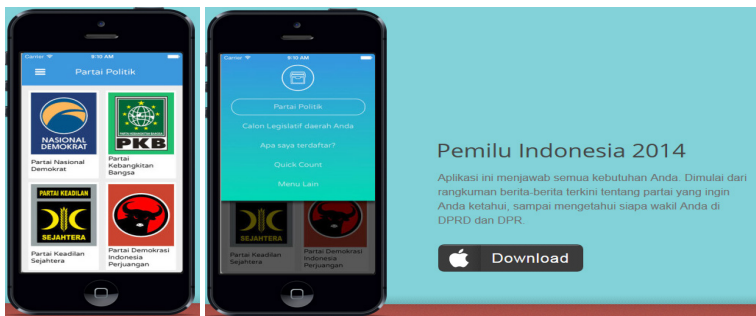 Carrier 9:10 AM
Partai Politik
NASIONAL
DEMOKRAT
Partai Nasional
Demokrat
PARTAI KEBANGKITAN BANGSA
PKB
Partai
Kebangkitan
Bangsa
PARTAI KEADILAN
SEJAHTERA
Partai Keadilan
Sejahtera
Partai Demokrasi
Indonesia
Perjuangan
Carrier 9:10 AM
Partai Politik
Calon Legislatif daerah Anda
Apa saya terdaftar?
Quick Count
Menu Lain
SEJAHTERA
Partai Keadilan
Sejahtera
Partai Demokrasi
Indonesia
Perjuangan
Pemilu Indonesia 2014
Aplikasi ini menjawab semua kebutuhan Anda. Dimulai dari
rangkuman berita-berita terkini tentang partai yang ingin
Anda ketahui, sampai mengetahui siapa wakil Anda di
DPRD dan DPR.
Download